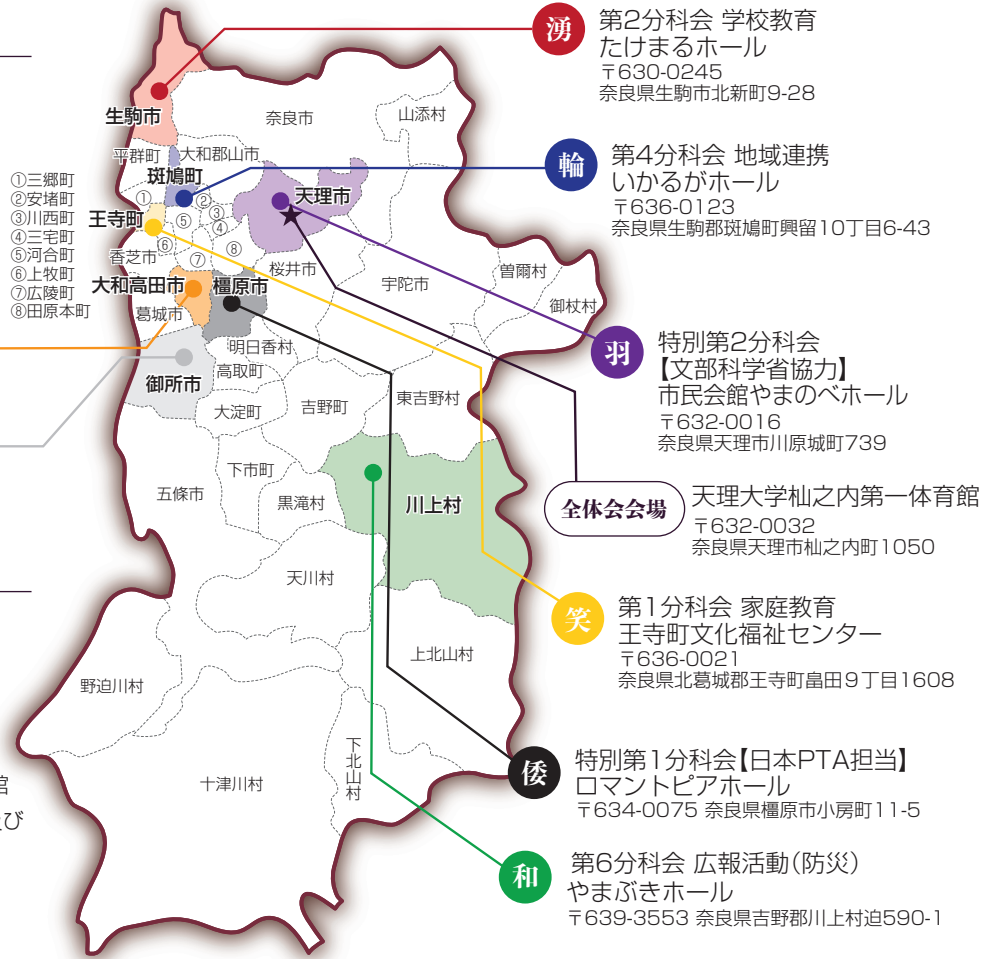 湧
第2分科会 学校教育
たけまるホール
〒630-0245
奈良県生駒市北新町9-28
輪
第4分科会 地域連携
いかるがホール
〒636-0123
奈良県生駒郡斑鳩町興留10丁目6-43
羽
特別第2分科会
【文部科学省協力】
市民会館やまのべホール
〒632-0016
奈良県天理市川原城町739
全体会会場
天理大学杣之内第一体育館
〒632-0032
奈良県天理市杣之内町1050
笑
第1分科会 家庭教育
王寺町文化福祉センター
〒636-0021
奈良県北葛城郡王寺町畠田9丁目1608
倭
特別第1分科会【日本PTA担当】
ロマントピアホール
〒634-0075 奈良県橿原市小房町11-5
和
第6分科会 広報活動(防災)
やまぶきホール
〒639-3553 奈良県吉野郡川上村迫590-1
①三郷町
②安堵町
③川西町
④三宅町
⑤河合町
⑥上牧町
⑦広陵町
⑧田原本町
生駒市
奈良市
山添村
平群町
大和郡山市
斑鳩町
天理市
①
②
③
④
⑤
⑥
⑦
⑧
王寺町
香芝市
桜井市
宇陀市
曽爾村
御杖村
大和高田市
橿原市
葛城市
明日香村
高取町
御所市
大淀町
吉野町
東吉野村
下市町
五條市
黒滝村
川上村
天川村
上北山村
野迫川村
十津川村
下北山村
館
び